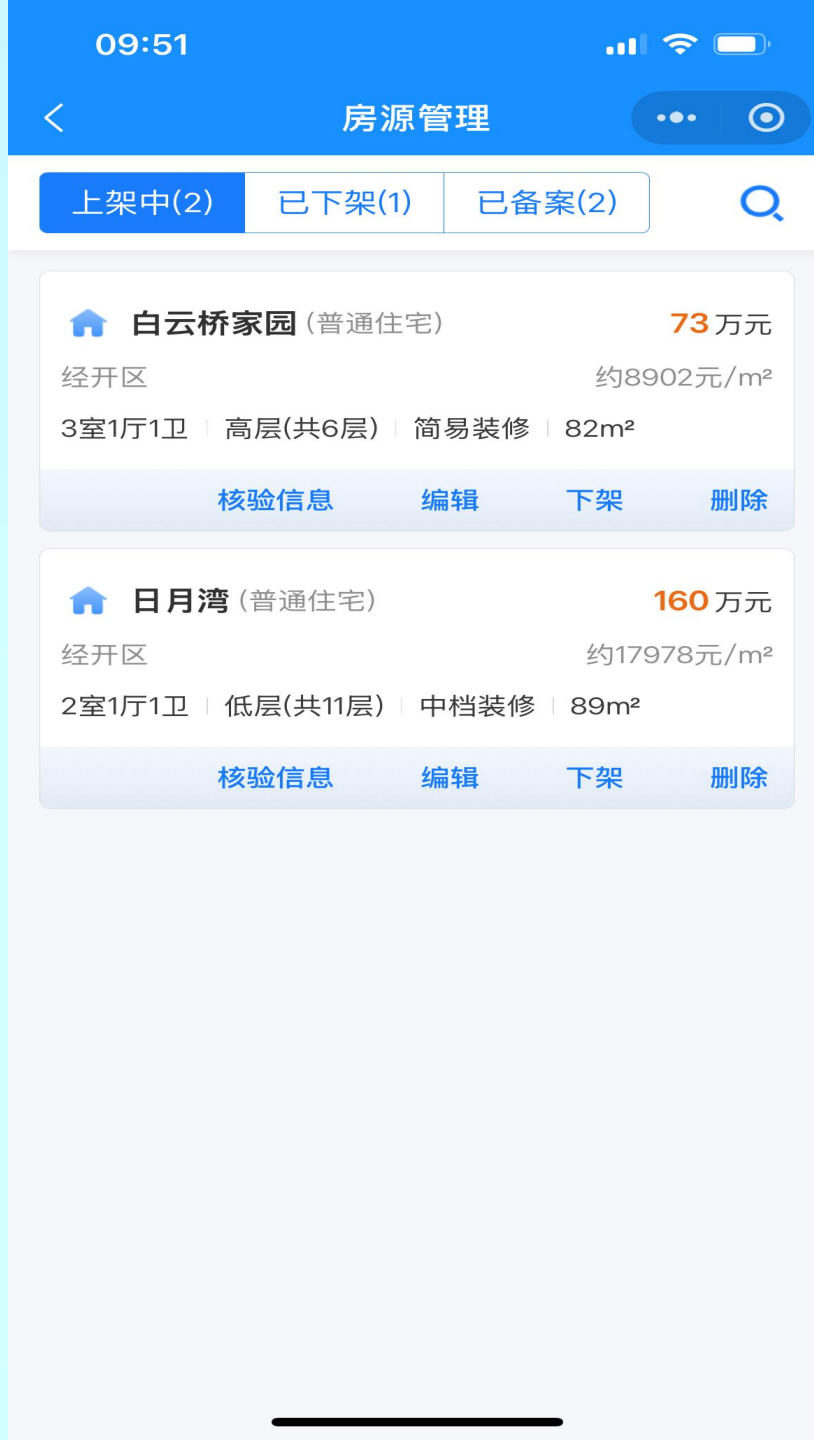 09:51
房源管理
上架中(2) 已下架(1) 已备案(2)
白云桥家园(普通住宅) 73万元
经开区 约8902元/m²
3室1厅1卫 高层(共6层) 简易装修 82m²
核验信息 编辑 下架 删除
日月湾(普通住宅) 160万元
经开区 约17978元/m²
2室1厅1卫 低层(共11层) 中档装修 89m²
核验信息 编辑 下架 删除